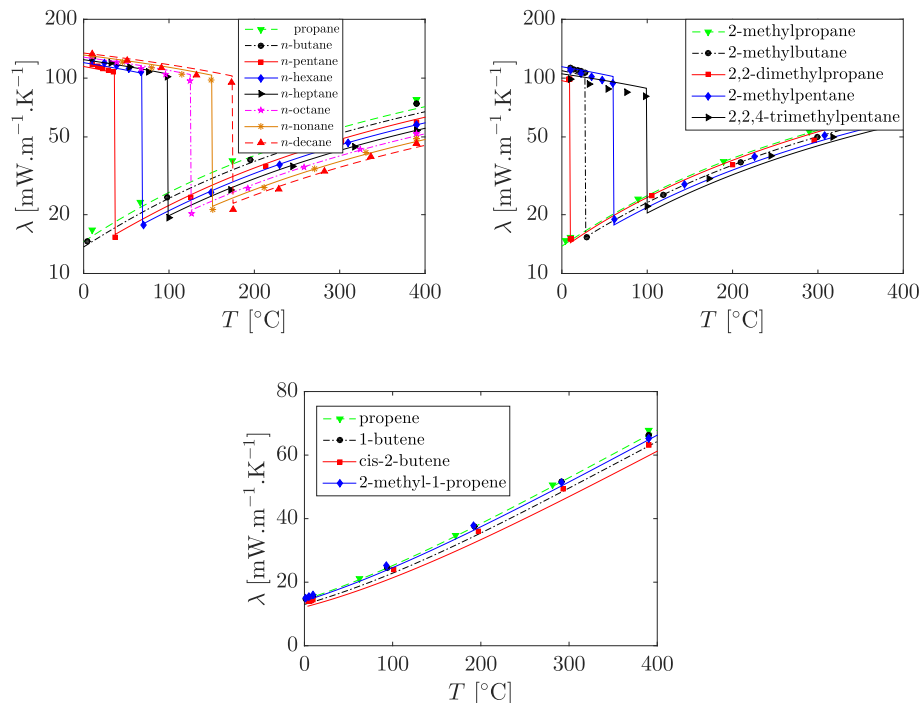 100
50
20
10
0
100
200
300
400
T [°C]
λ [mW.m⁻¹.K⁻¹]
propane
n-butane
n-pentane
n-hexane
n-heptane
n-octane
n-nonane
n-decane
100
50
20
10
0
100
200
300
400
T [°C]
λ [mW.m⁻¹.K⁻¹]
2-methylpropane
2-methylbutane
2,2-dimethylpropane
2-methylpentane
2,2,4-trimethylpentane
80
60
40
20
0
0
100
200
300
400
T [°C]
λ [mW.m⁻¹.K⁻¹]
propene
1-butene
cis-2-butene
2-methyl-1-propene